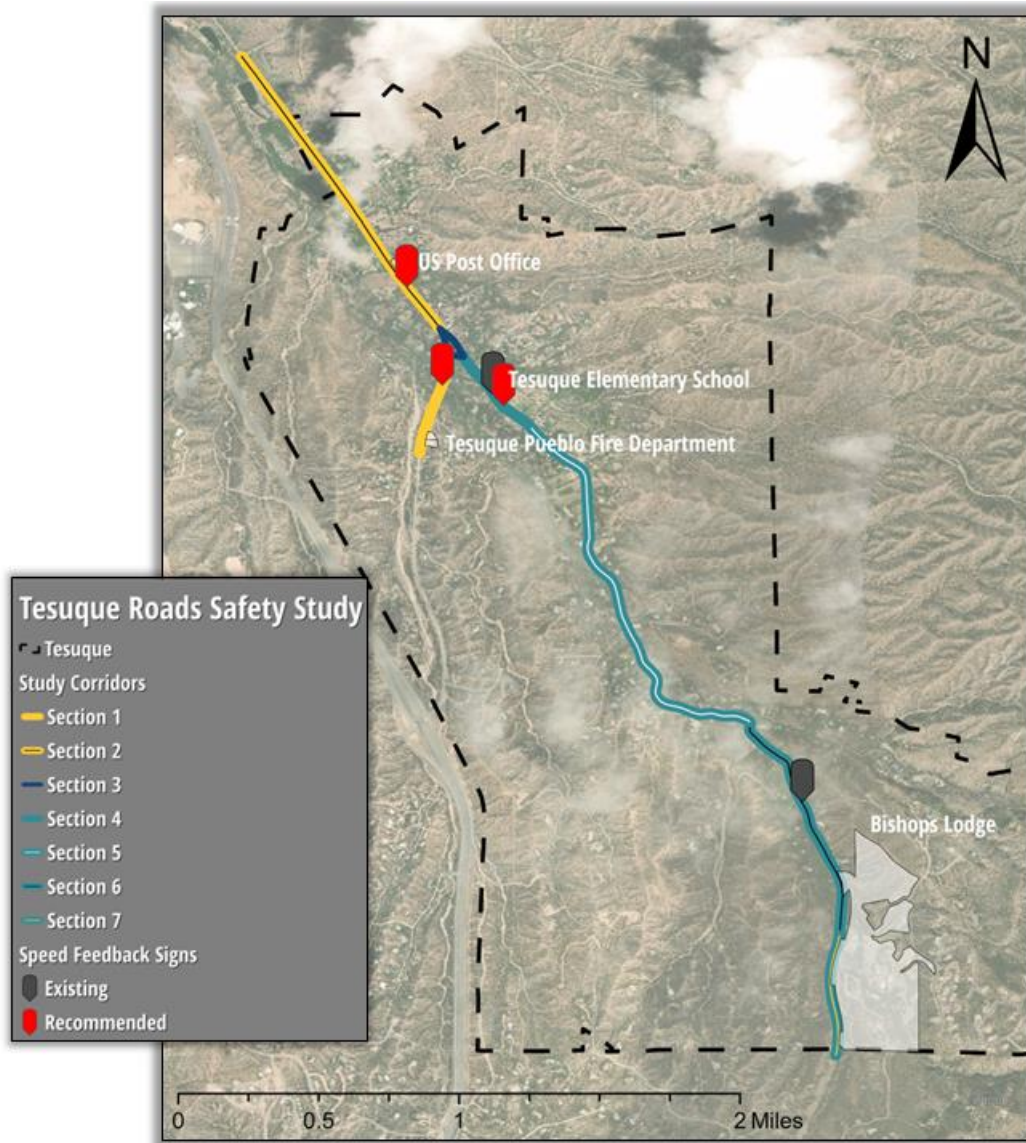 N
US Post Office
Tesuque Elementary School
Tesuque Pueblo Fire Department
Bishops Lodge
Tesuque Roads Safety Study
Tesuque
Study Corridors
Section 1
Section 2
Section 3
Section 4
Section 5
Section 6
Section 7
Speed Feedback Signs
Existing
Recommended
0 0.5 1 2 Miles